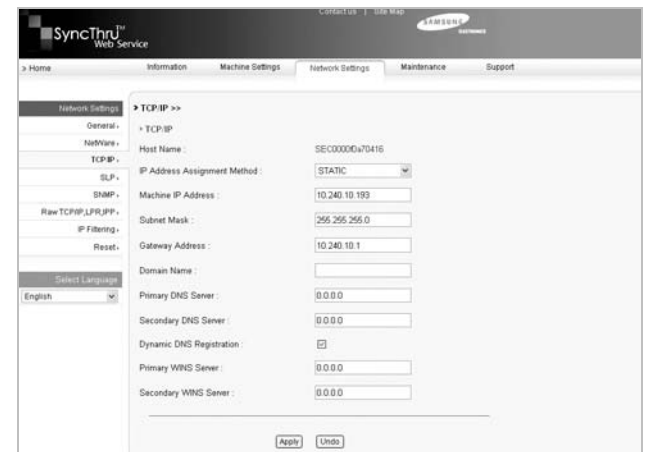 Contact us | Site Map
SAMSUNG
ELECTRONICS
SyncThru™
Web Service
> Home
Information
Machine Settings
Network Settings
Maintenance
Support
Network Settings
General
NetWare
TCP/IP
SLP
SNMP
Raw TCP/IP,LPR,IPP
IP Filtering
Reset
Select Language
English
> TCP/IP >>
TCP/IP
Host Name :
IP Address Assignment Method : STATIC
Machine IP Address : 10.240.10.193
Subnet Mask : 255.255.255.0
Gateway Address : 10.240.10.1
Domain Name :
Primary DNS Server : 0.0.0.0
Secondary DNS Server : 0.0.0.0
Dynamic DNS Registration :
Primary WINS Server : 0.0.0.0
Secondary WINS Server : 0.0.0.0
Apply
Undo